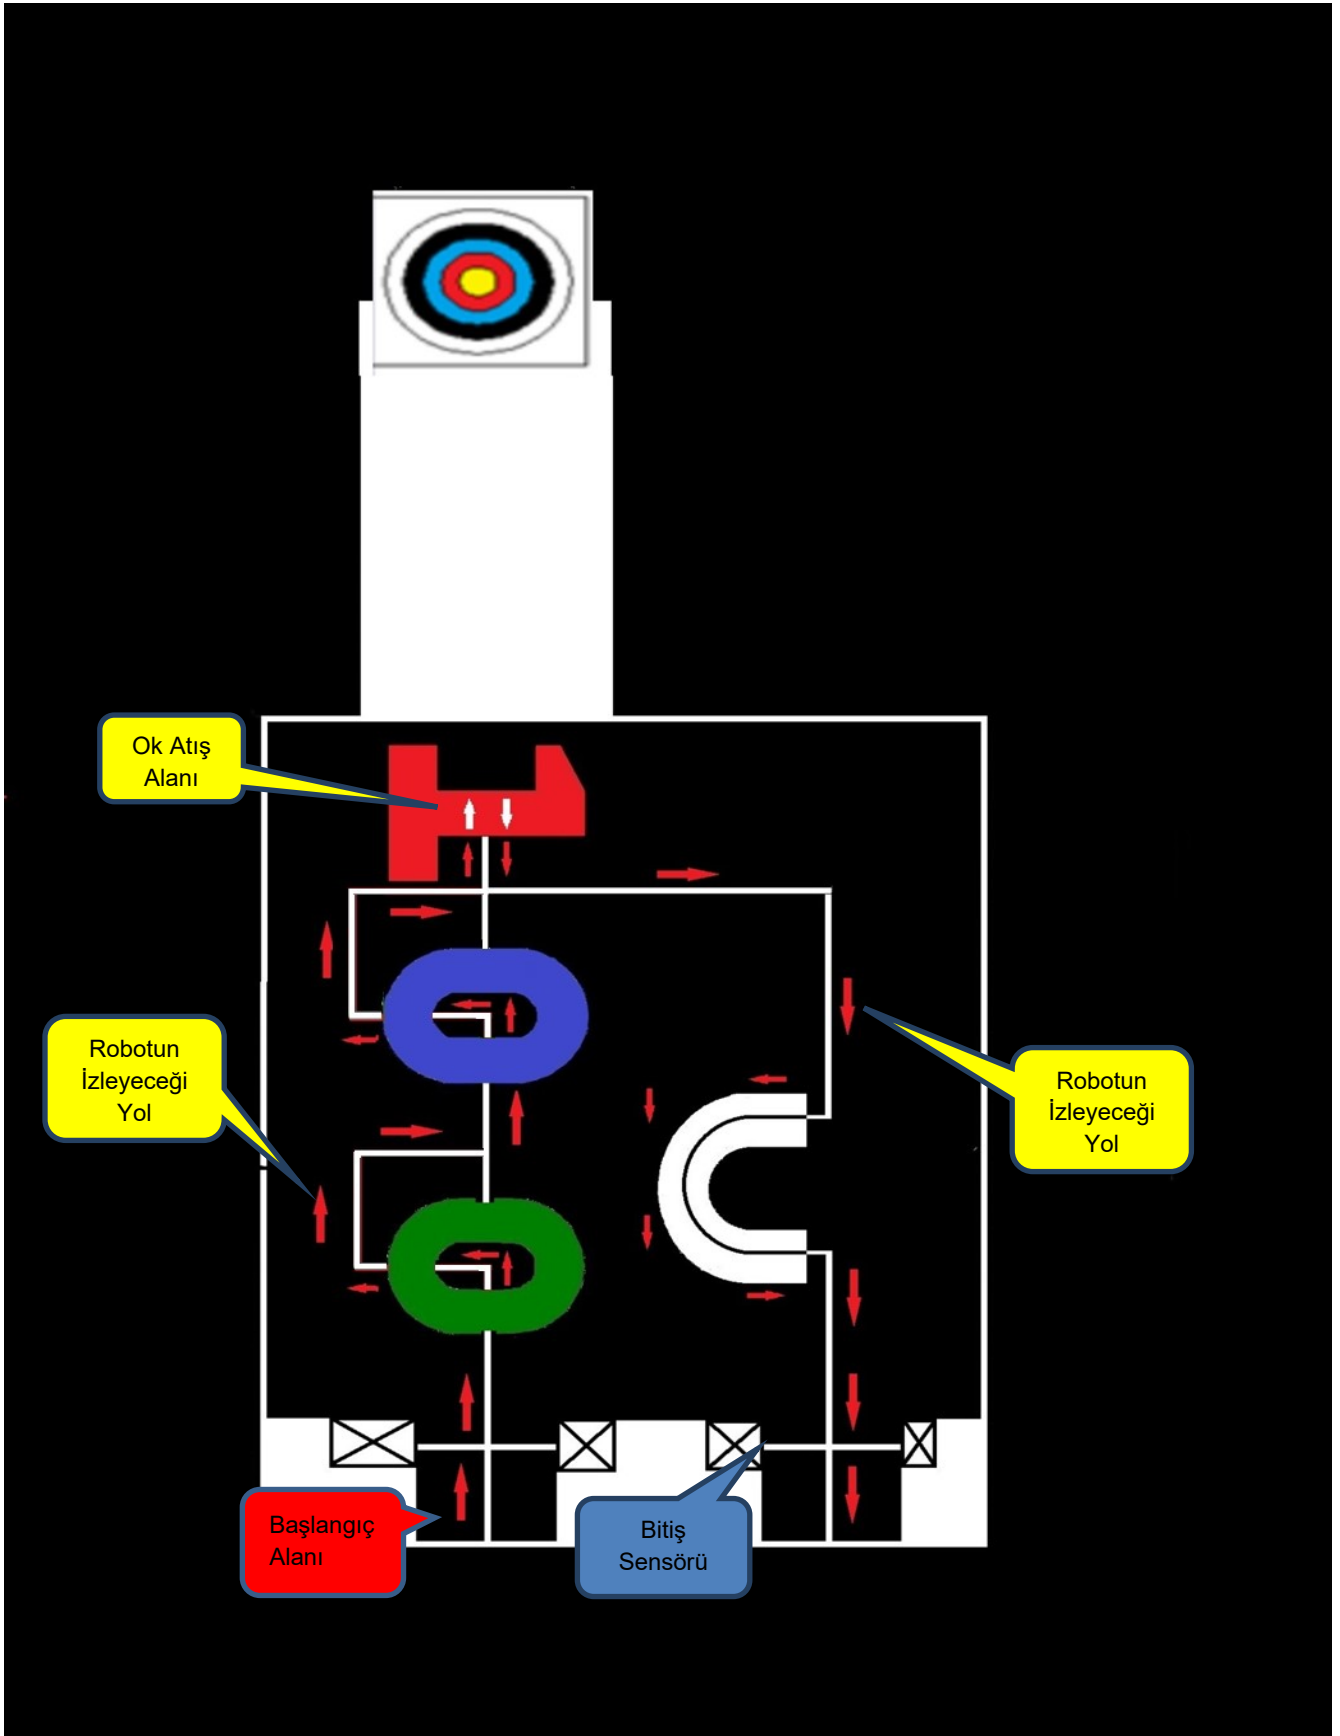 Ok Atış
Alanı
Robotun
İzleyeceği
Yol
Robotun
İzleyeceği
Yol
Başlangıç
Alanı
Bitiş
Sensörü